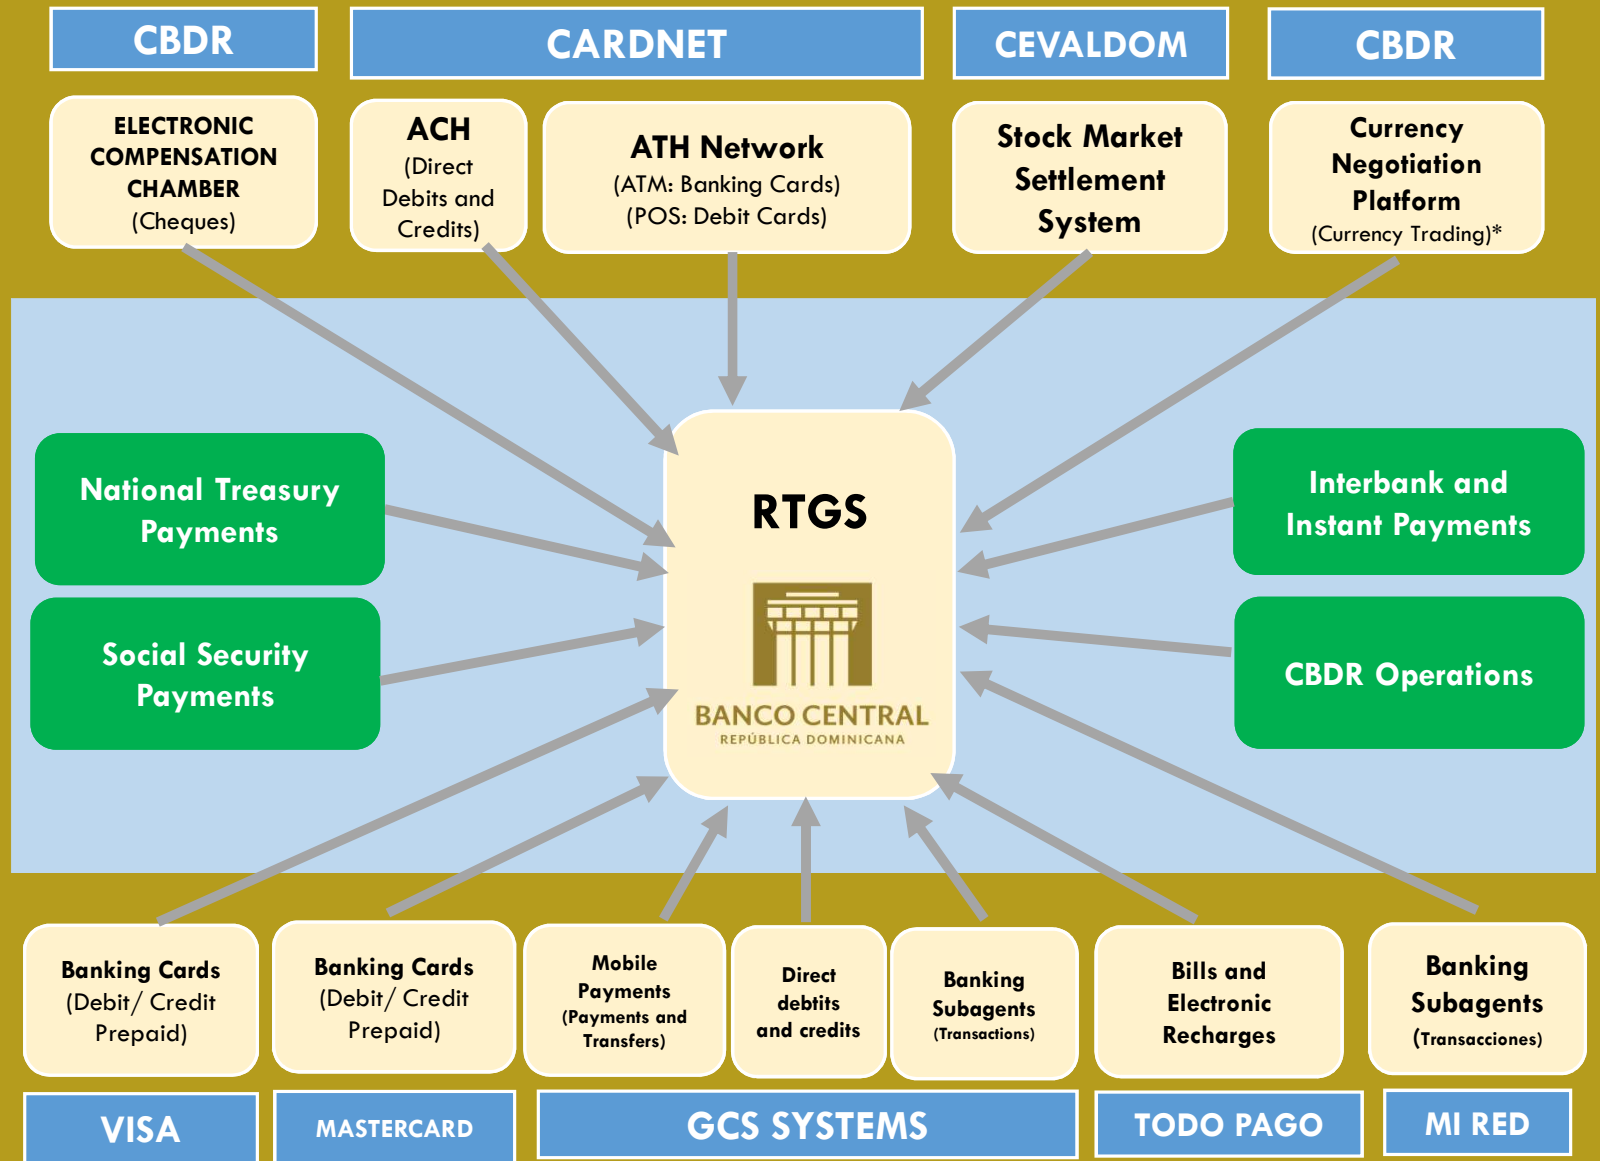 CBDR
CARDNET
CEVALDOM
CBDR
ELECTRONIC
COMPENSATION
CHAMBER
(Cheques)
ACH
(Direct
Debits and
Credits)
ATH Network
(ATM: Banking Cards)
(POS: Debit Cards)
Stock Market
Settlement
System
Currency
Negotiation
Platform
(Currency Trading)*
National Treasury
Payments
Social Security
Payments
RTGS
BANCO CENTRAL
REPÚBLICA DOMINICANA
Interbank and
Instant Payments
CBDR Operations
Banking Cards
(Debit/ Credit
Prepaid)
Banking Cards
(Debit/ Credit
Prepaid)
Mobile
Payments
(Payments and
Transfers)
Direct
debtits
and credits
Banking
Subagents
(Transactions)
Bills and
Electronic
Recharges
Banking
Subagents
(Transacciones)
VISA
MASTERCARD
GCS SYSTEMS
TODO PAGO
MI RED